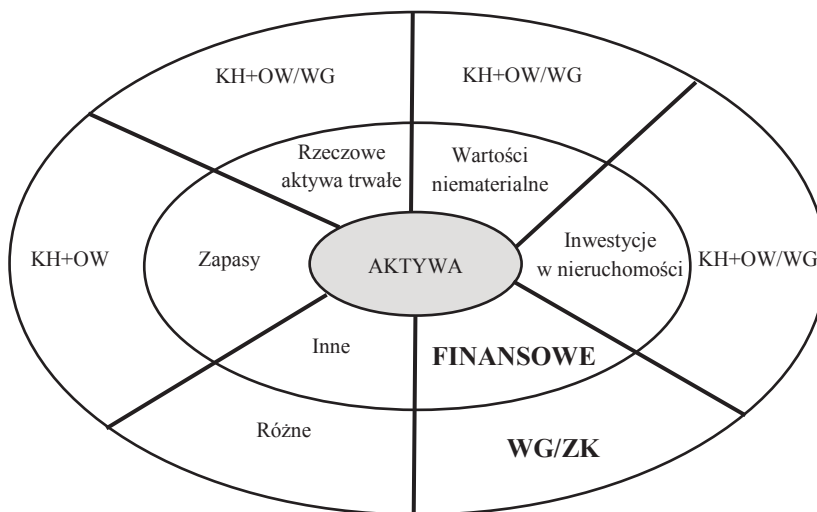 KH+OW/WG
KH+OW/WG
Rzeczowe
aktywa trwałe
Wartości
niematerialne
KH+OW
Zapasy
AKTYWA
Inwestycje
w nieruchomości
KH+OW/WG
Inne
FINANSOWE
Różne
WG/ZK